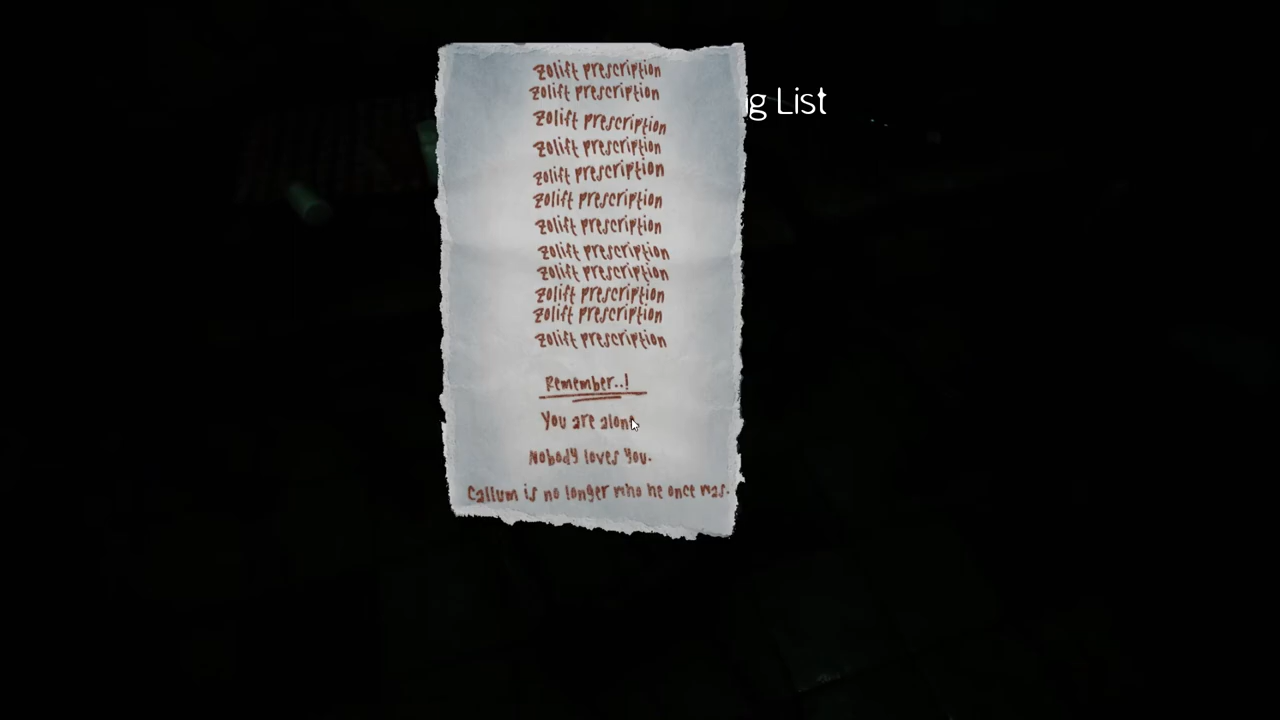 Zolift prescription
Zolift prescription
ig List
Zolift prescription
Zolift prescription
Zolift prescription
Zolift prescription
Zolift prescription
Zolift prescription
Zolift prescription
Zolift prescription
Zolift prescription
Zolift prescription
Remember..!
You are alone
Nobody loves you.
Callum is no longer who he once was.